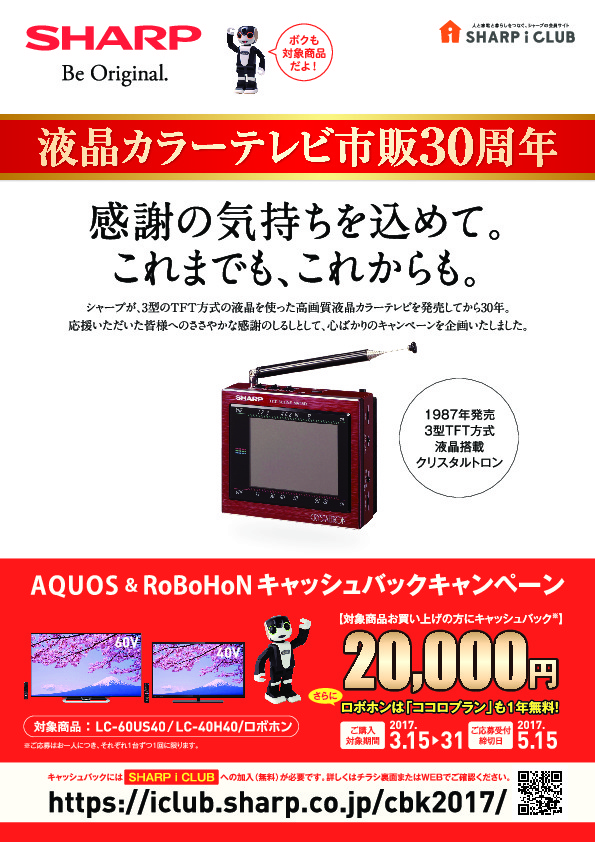 SHARP
Be Original.
ボクも
対象商品
だよ!
人と家電と暮らしをつなぐ、シャープの会員サイト
SHARP i CLUB
液晶カラーテレビ市販30周年
感謝の気持ちを込めて。
これまでも、これからも。
シャープが、3型のTFT方式の液晶を使った高画質液晶カラーテレビを発売してから30年。
応援いただいた皆様へのささやかな感謝のしるしとして、心ばかりのキャンペーンを企画いたしました。
SHARP
1987年発売
3型TFT方式
液晶搭載
クリスタルトロン
AQUOS & RoBoHoN キャッシュバックキャンペーン
60V
40V
【対象商品お買い上げの方にキャッシュバック※】
20,000円
さらに
ロボホンは「ココロプラン」も1年無料!
対象商品:LC-60US40/LC-40H40/ロボホン
※ご応募はお一人につき、それぞれ1台ずつ1回に限ります。
ご購入
対象期間
2017.
3.15▶31
ご応募受付
締切日
2017.
5.15
キャッシュバックには SHARP i CLUB への加入(無料)が必要です。詳しくはチラシ裏面またはWEBでご確認ください。
https://iclub.sharp.co.jp/cbk2017/